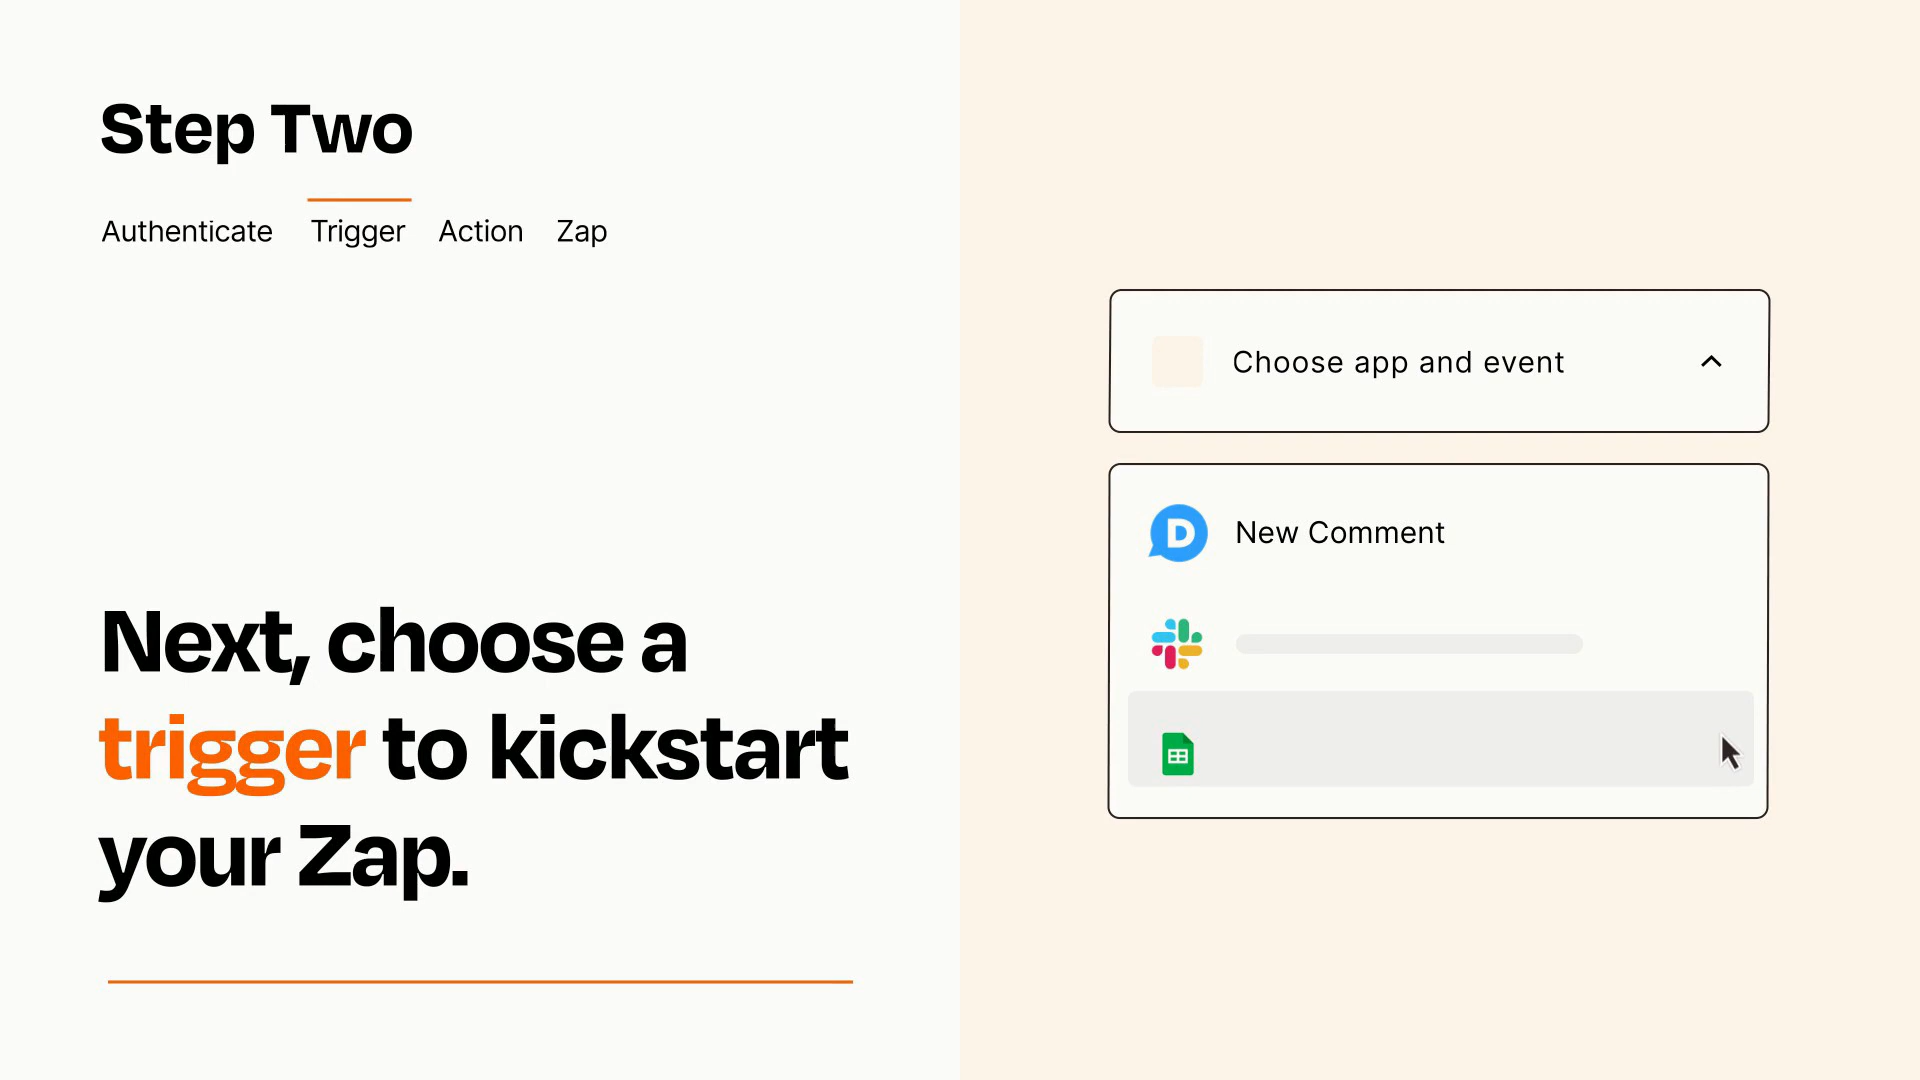 Step Two
Authenticate Trigger Action Zap
Next, choose a
trigger to kickstart
your Zap.
Choose app and event
D New Comment